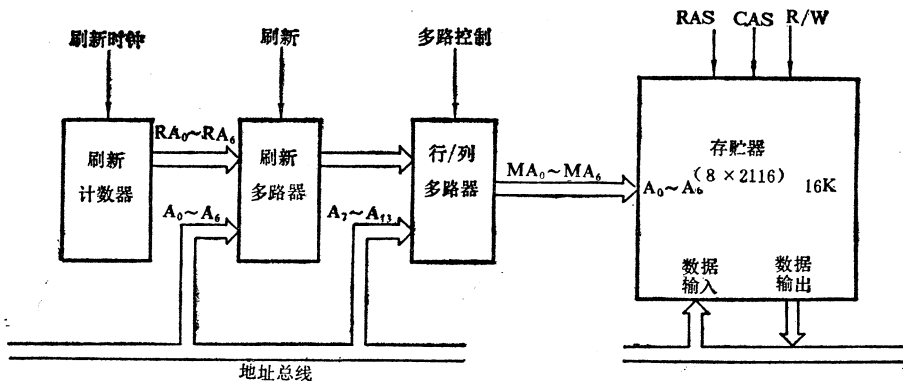 RAS CAS R/W
刷新时钟 刷新 多路控制
RA₀~RA₆
刷新
计数器
刷新
多路器
行/列
多路器
MA₀~MA₆
存贮器
(8×2116)
16K
A₀~A₆
A₀~A₆
A₇~A₁₃
数据
输入
数据
输出
地址总线